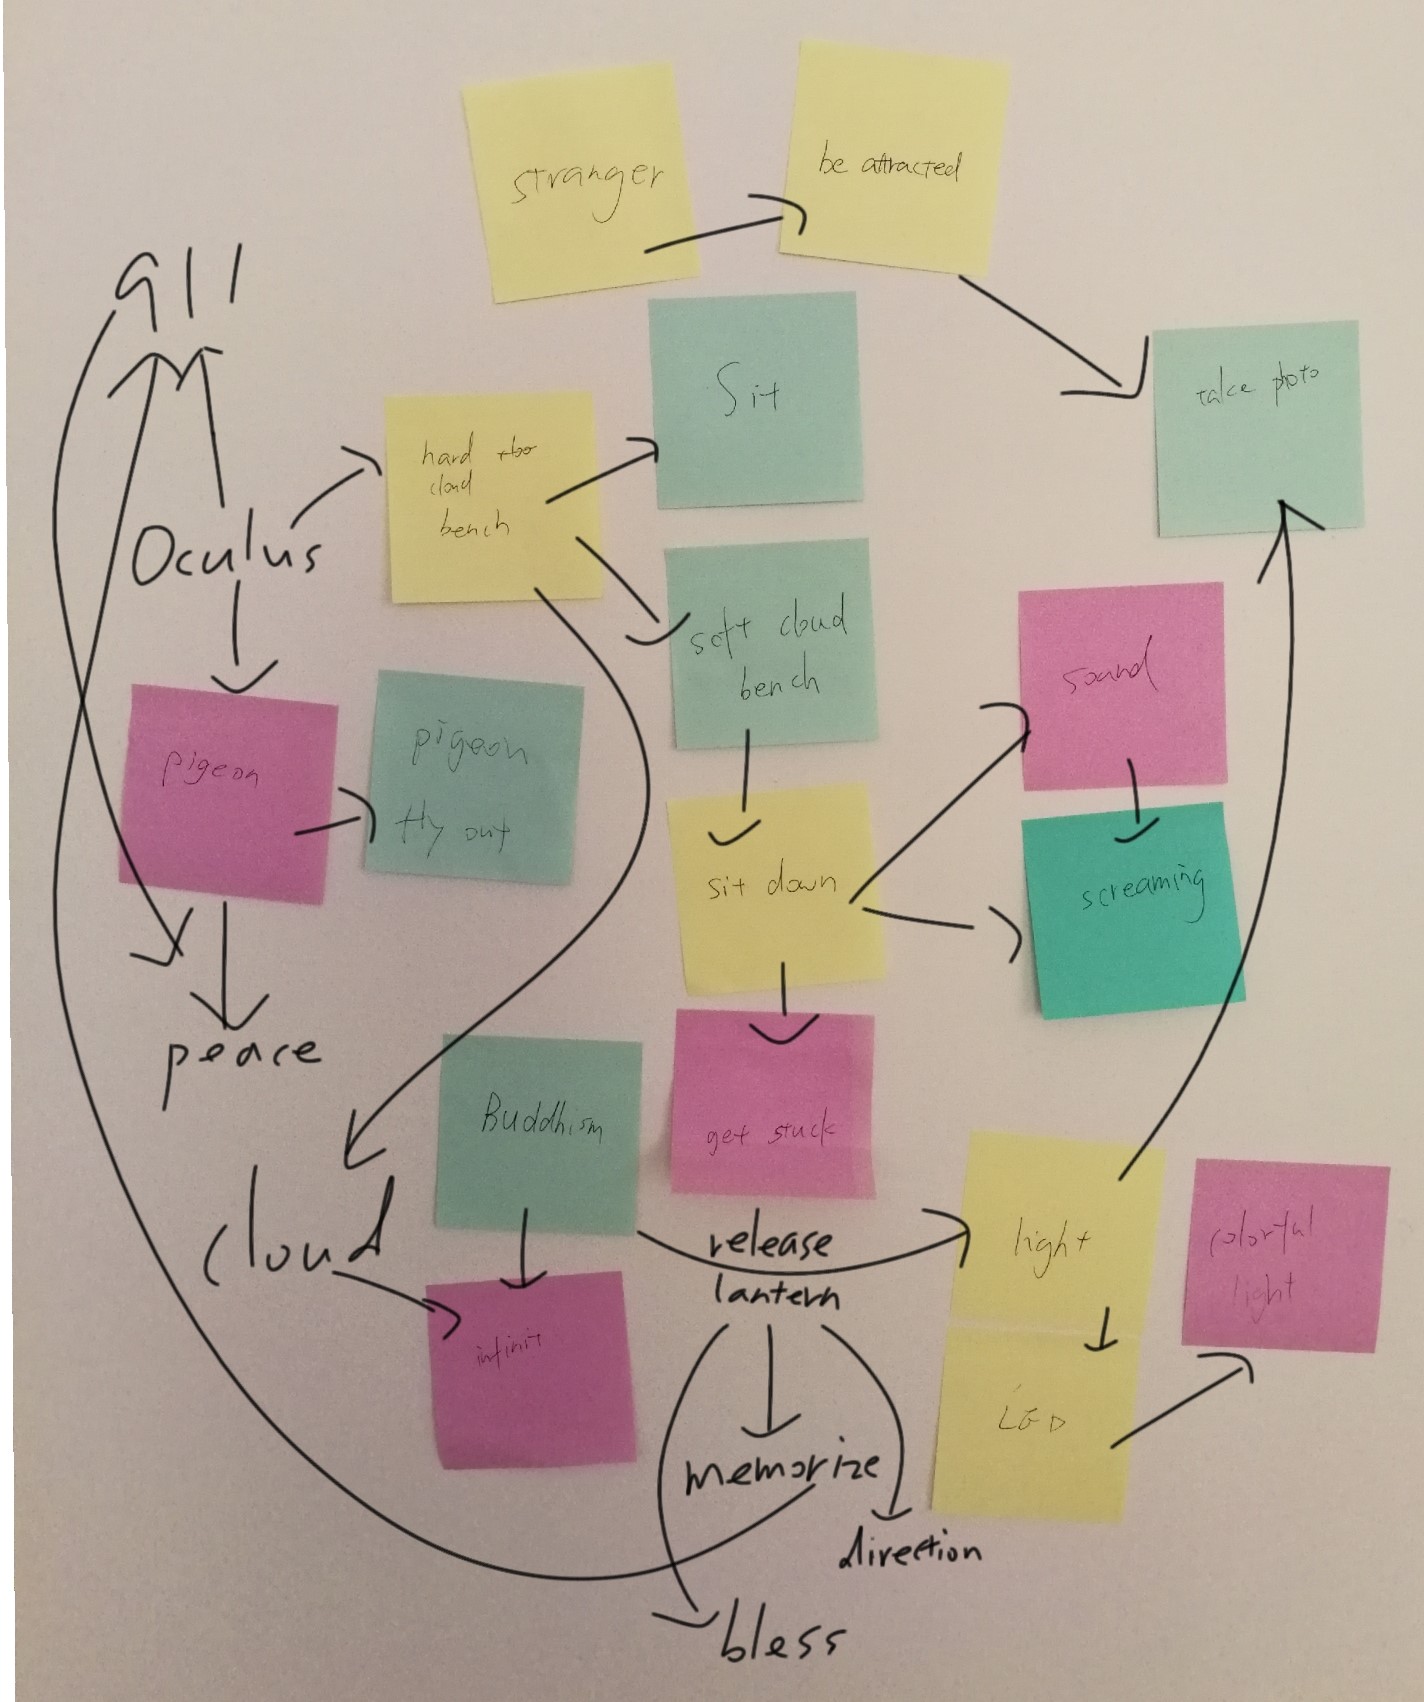 stranger
be attracted
911
Sit
take photo
hard
cloud
bench
Oculus
soft cloud
bench
sound
pigeon
pigeon
fly out
sit down
screaming
peace
Buddhism
get stuck
cloud
release
lantern
light
colorful
light
infinit
LED
memorize
direction
bless